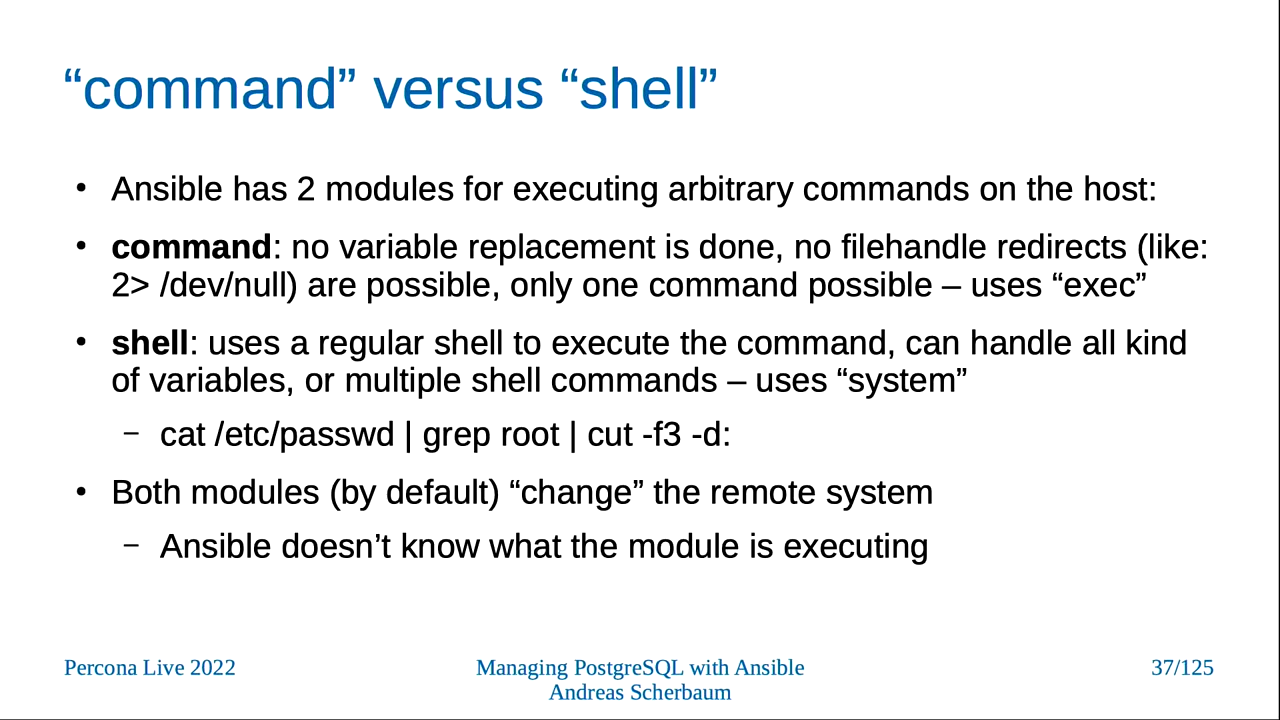 “command” versus “shell”
• Ansible has 2 modules for executing arbitrary commands on the host:
• command: no variable replacement is done, no filehandle redirects (like:
2> /dev/null) are possible, only one command possible – uses “exec”
• shell: uses a regular shell to execute the command, can handle all kind
of variables, or multiple shell commands – uses “system”
– cat /etc/passwd | grep root | cut -f3 -d:
• Both modules (by default) “change” the remote system
– Ansible doesn’t know what the module is executing
Percona Live 2022
Managing PostgreSQL with Ansible
Andreas Scherbaum
37/125